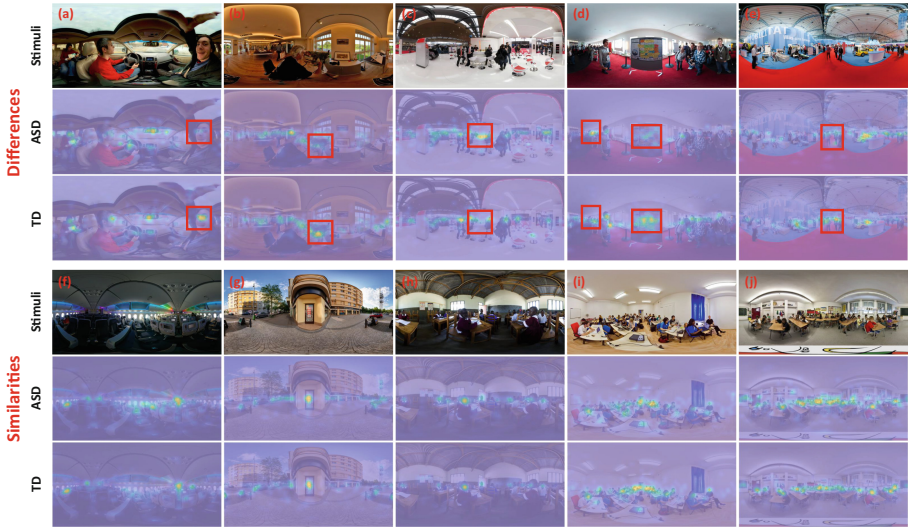 Differences
Stimuli
(a) (b) (c) (d) (e)
ASD
TD
Similarities
Stimuli
(f) (g) (h) (i) (j)
ASD
TD